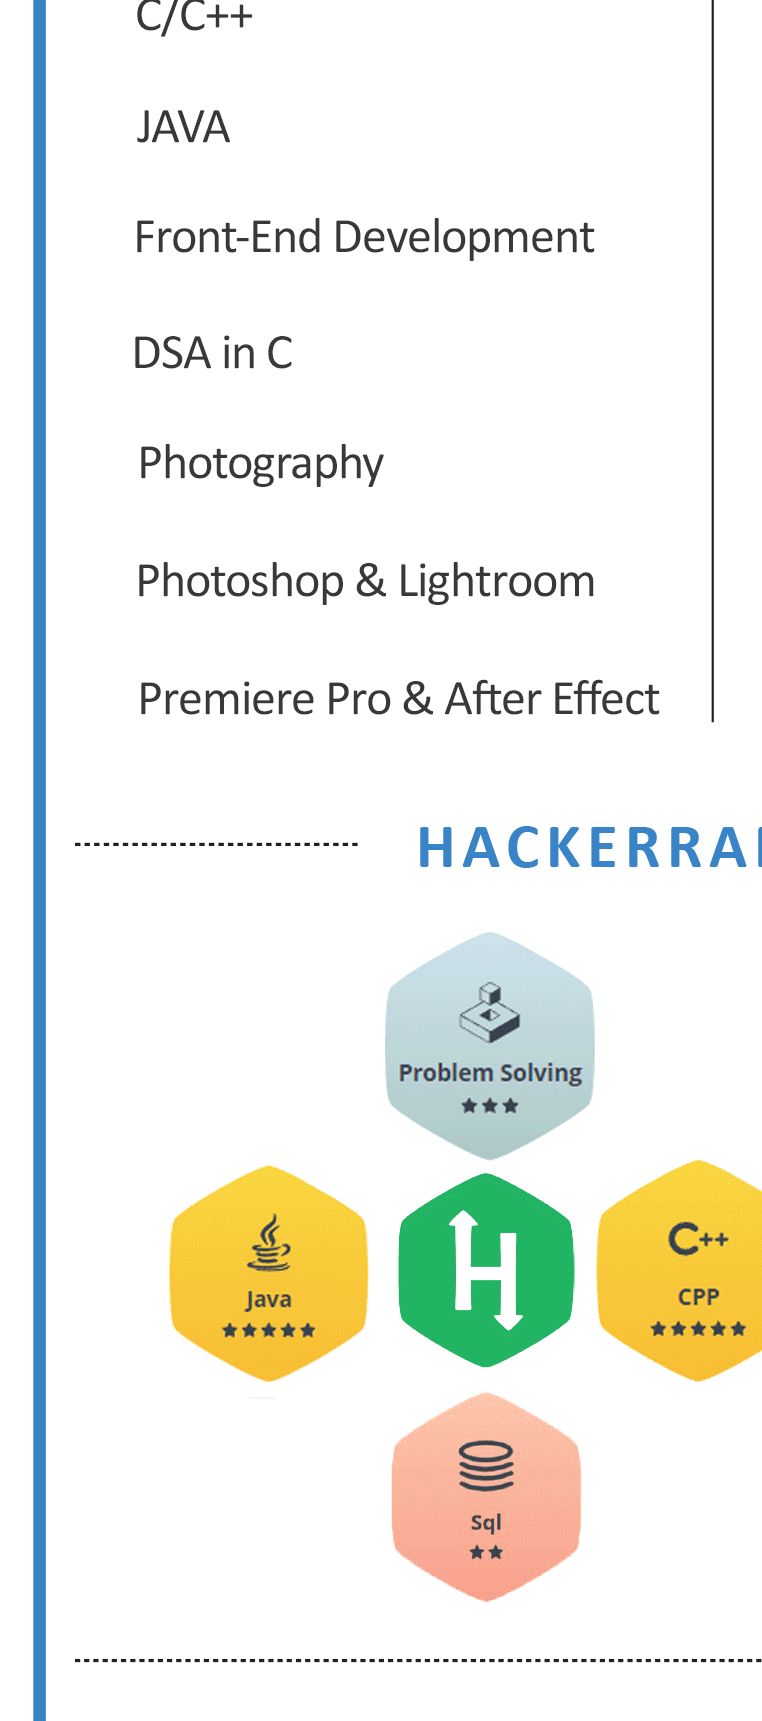 C/C++
JAVA
Front-End Development
DSA in C
Photography
Photoshop & Lightroom
Premiere Pro & After Effect
HACKERRA
Problem Solving
Java
C++
CPP
H
Sql